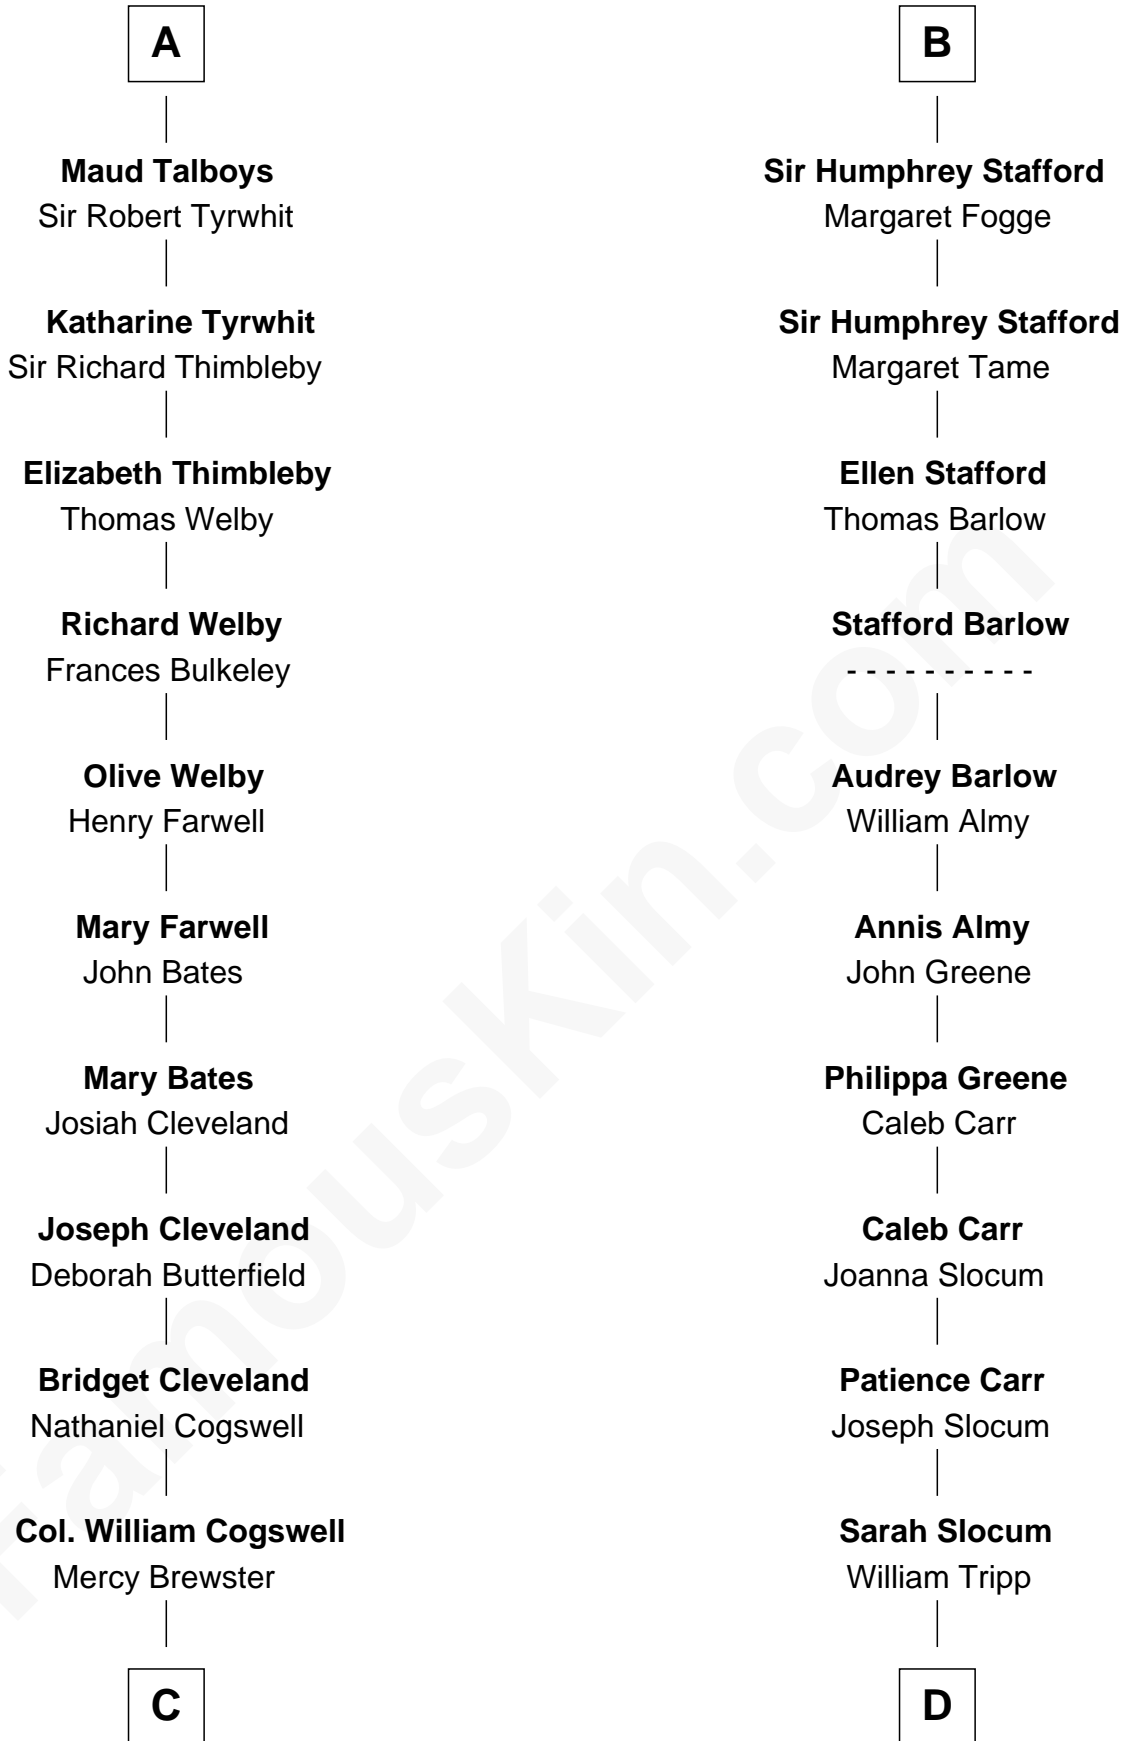 A
Maud Talboys
Sir Robert Tyrwhit
Katharine Tyrwhit
Sir Richard Thimbleby
Elizabeth Thimbleby
Thomas Welby
Richard Welby
Frances Bulkeley
Olive Welby
Henry Farwell
Mary Farwell
John Bates
Mary Bates
Josiah Cleveland
Joseph Cleveland
Deborah Butterfield
Bridget Cleveland
Nathaniel Cogswell
Col. William Cogswell
Mercy Brewster
C
B
Sir Humphrey Stafford
Margaret Fogge
Sir Humphrey Stafford
Margaret Tame
Ellen Stafford
Thomas Barlow
Stafford Barlow
- - - - - - - - - -
Audrey Barlow
William Almy
Annis Almy
John Greene
Philippa Greene
Caleb Carr
Caleb Carr
Joanna Slocum
Patience Carr
Joseph Slocum
Sarah Slocum
William Tripp
D
FamousKin.com